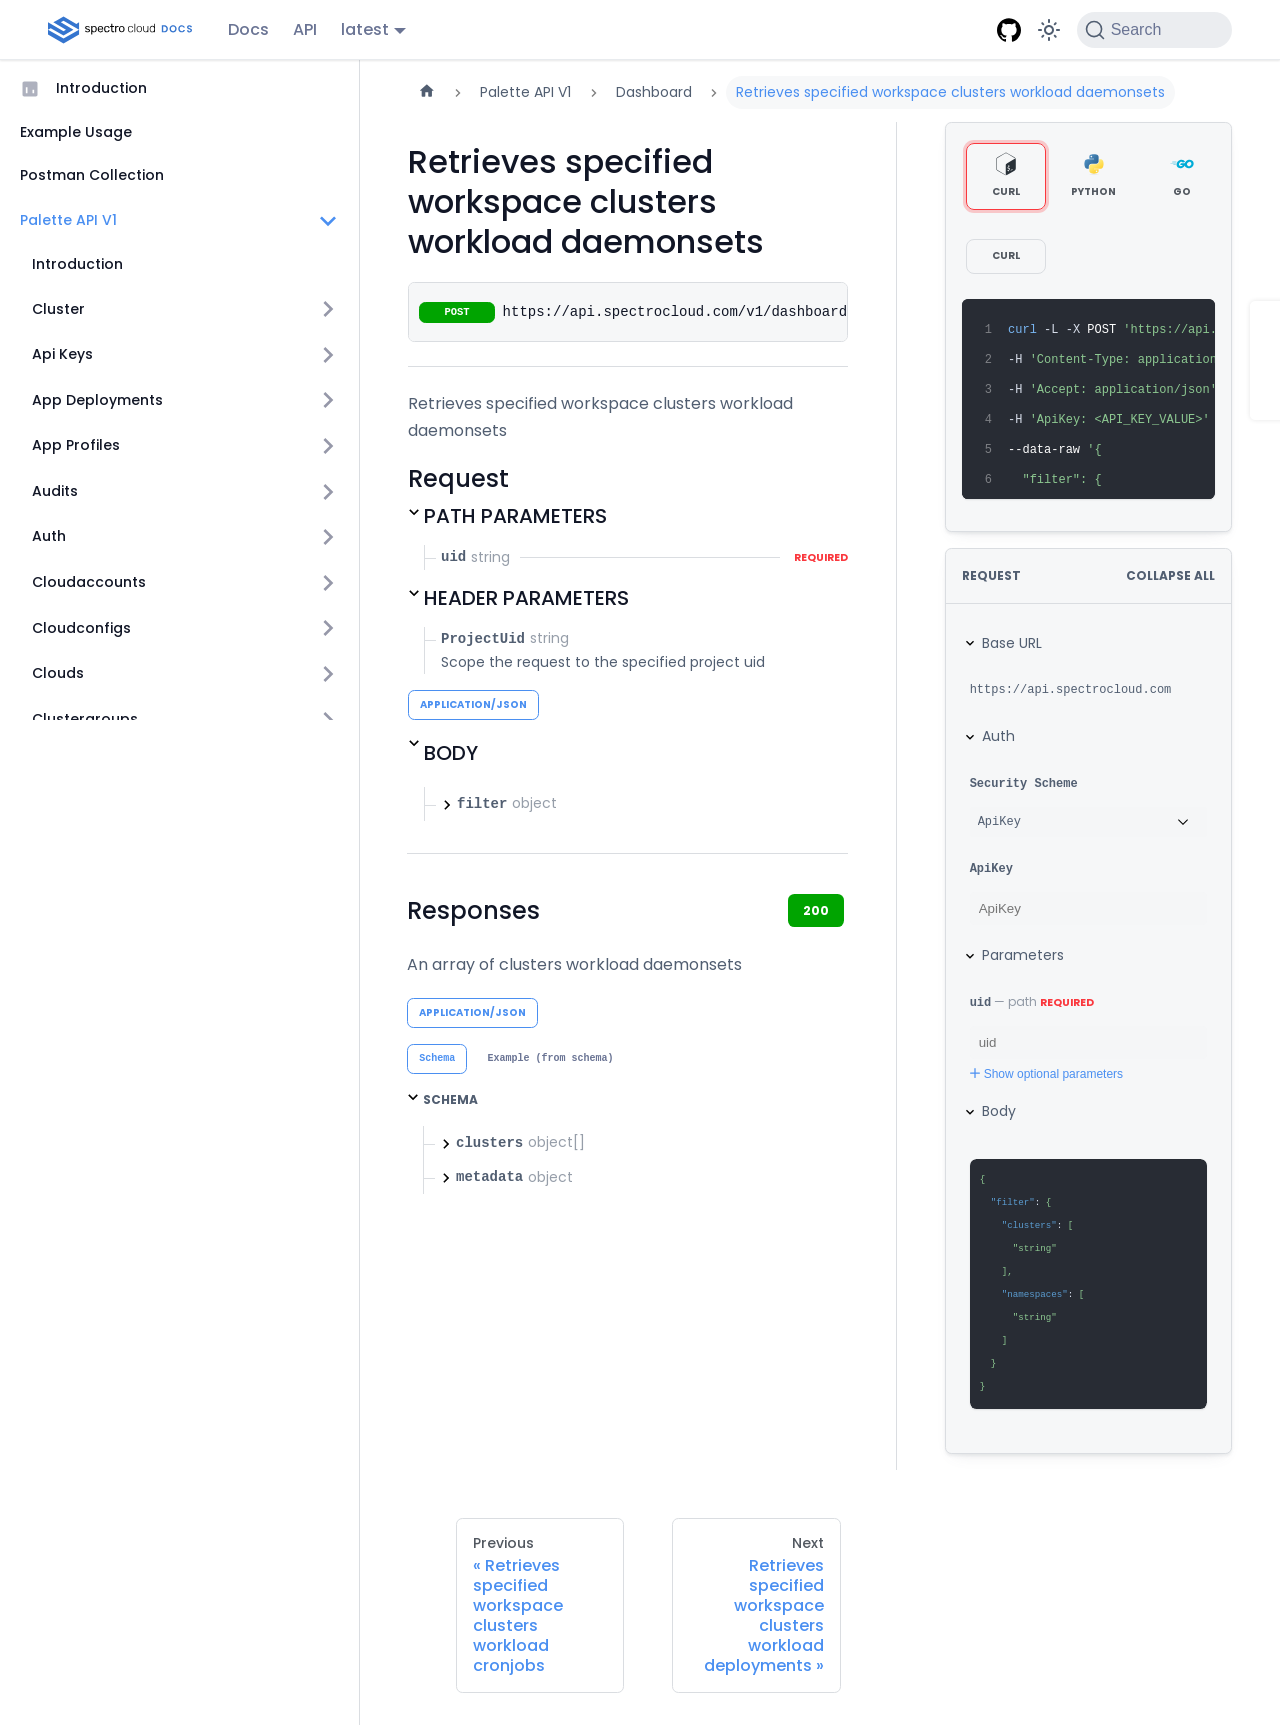 spectro cloud DOCS
Docs
API
latest
Search
Introduction
Example Usage
Postman Collection
Palette API V1
Introduction
Cluster
Api Keys
App Deployments
App Profiles
Audits
Auth
Cloudaccounts
Cloudconfigs
Clouds
Clustergroups
Palette API V1
Dashboard
Retrieves specified workspace clusters workload daemonsets
Retrieves specified
workspace clusters
workload daemonsets
POST https://api.spectrocloud.com/v1/dashboard
Retrieves specified workspace clusters workload
daemonsets
Request
PATH PARAMETERS
uid string REQUIRED
HEADER PARAMETERS
ProjectUid string
Scope the request to the specified project uid
APPLICATION/JSON
BODY
filter object
Responses
200
An array of clusters workload daemonsets
APPLICATION/JSON
Schema
Example (from schema)
SCHEMA
clusters object[]
metadata object
CURL
PYTHON
GO
CURL
1 curl -L -X POST 'https://api.
2 -H 'Content-Type: application
3 -H 'Accept: application/json'
4 -H 'ApiKey: <API_KEY_VALUE>'
5 --data-raw '{
6 "filter": {
REQUEST
COLLAPSE ALL
Base URL
https://api.spectrocloud.com
Auth
Security Scheme
ApiKey
ApiKey
ApiKey
Parameters
uid — path REQUIRED
uid
Show optional parameters
Body
{
"filter": {
"clusters": [
"string"
],
"namespaces": [
"string"
]
}
}
Previous
« Retrieves
specified
workspace
clusters
workload
cronjobs
Next
Retrieves
specified
workspace
clusters
workload
deployments »